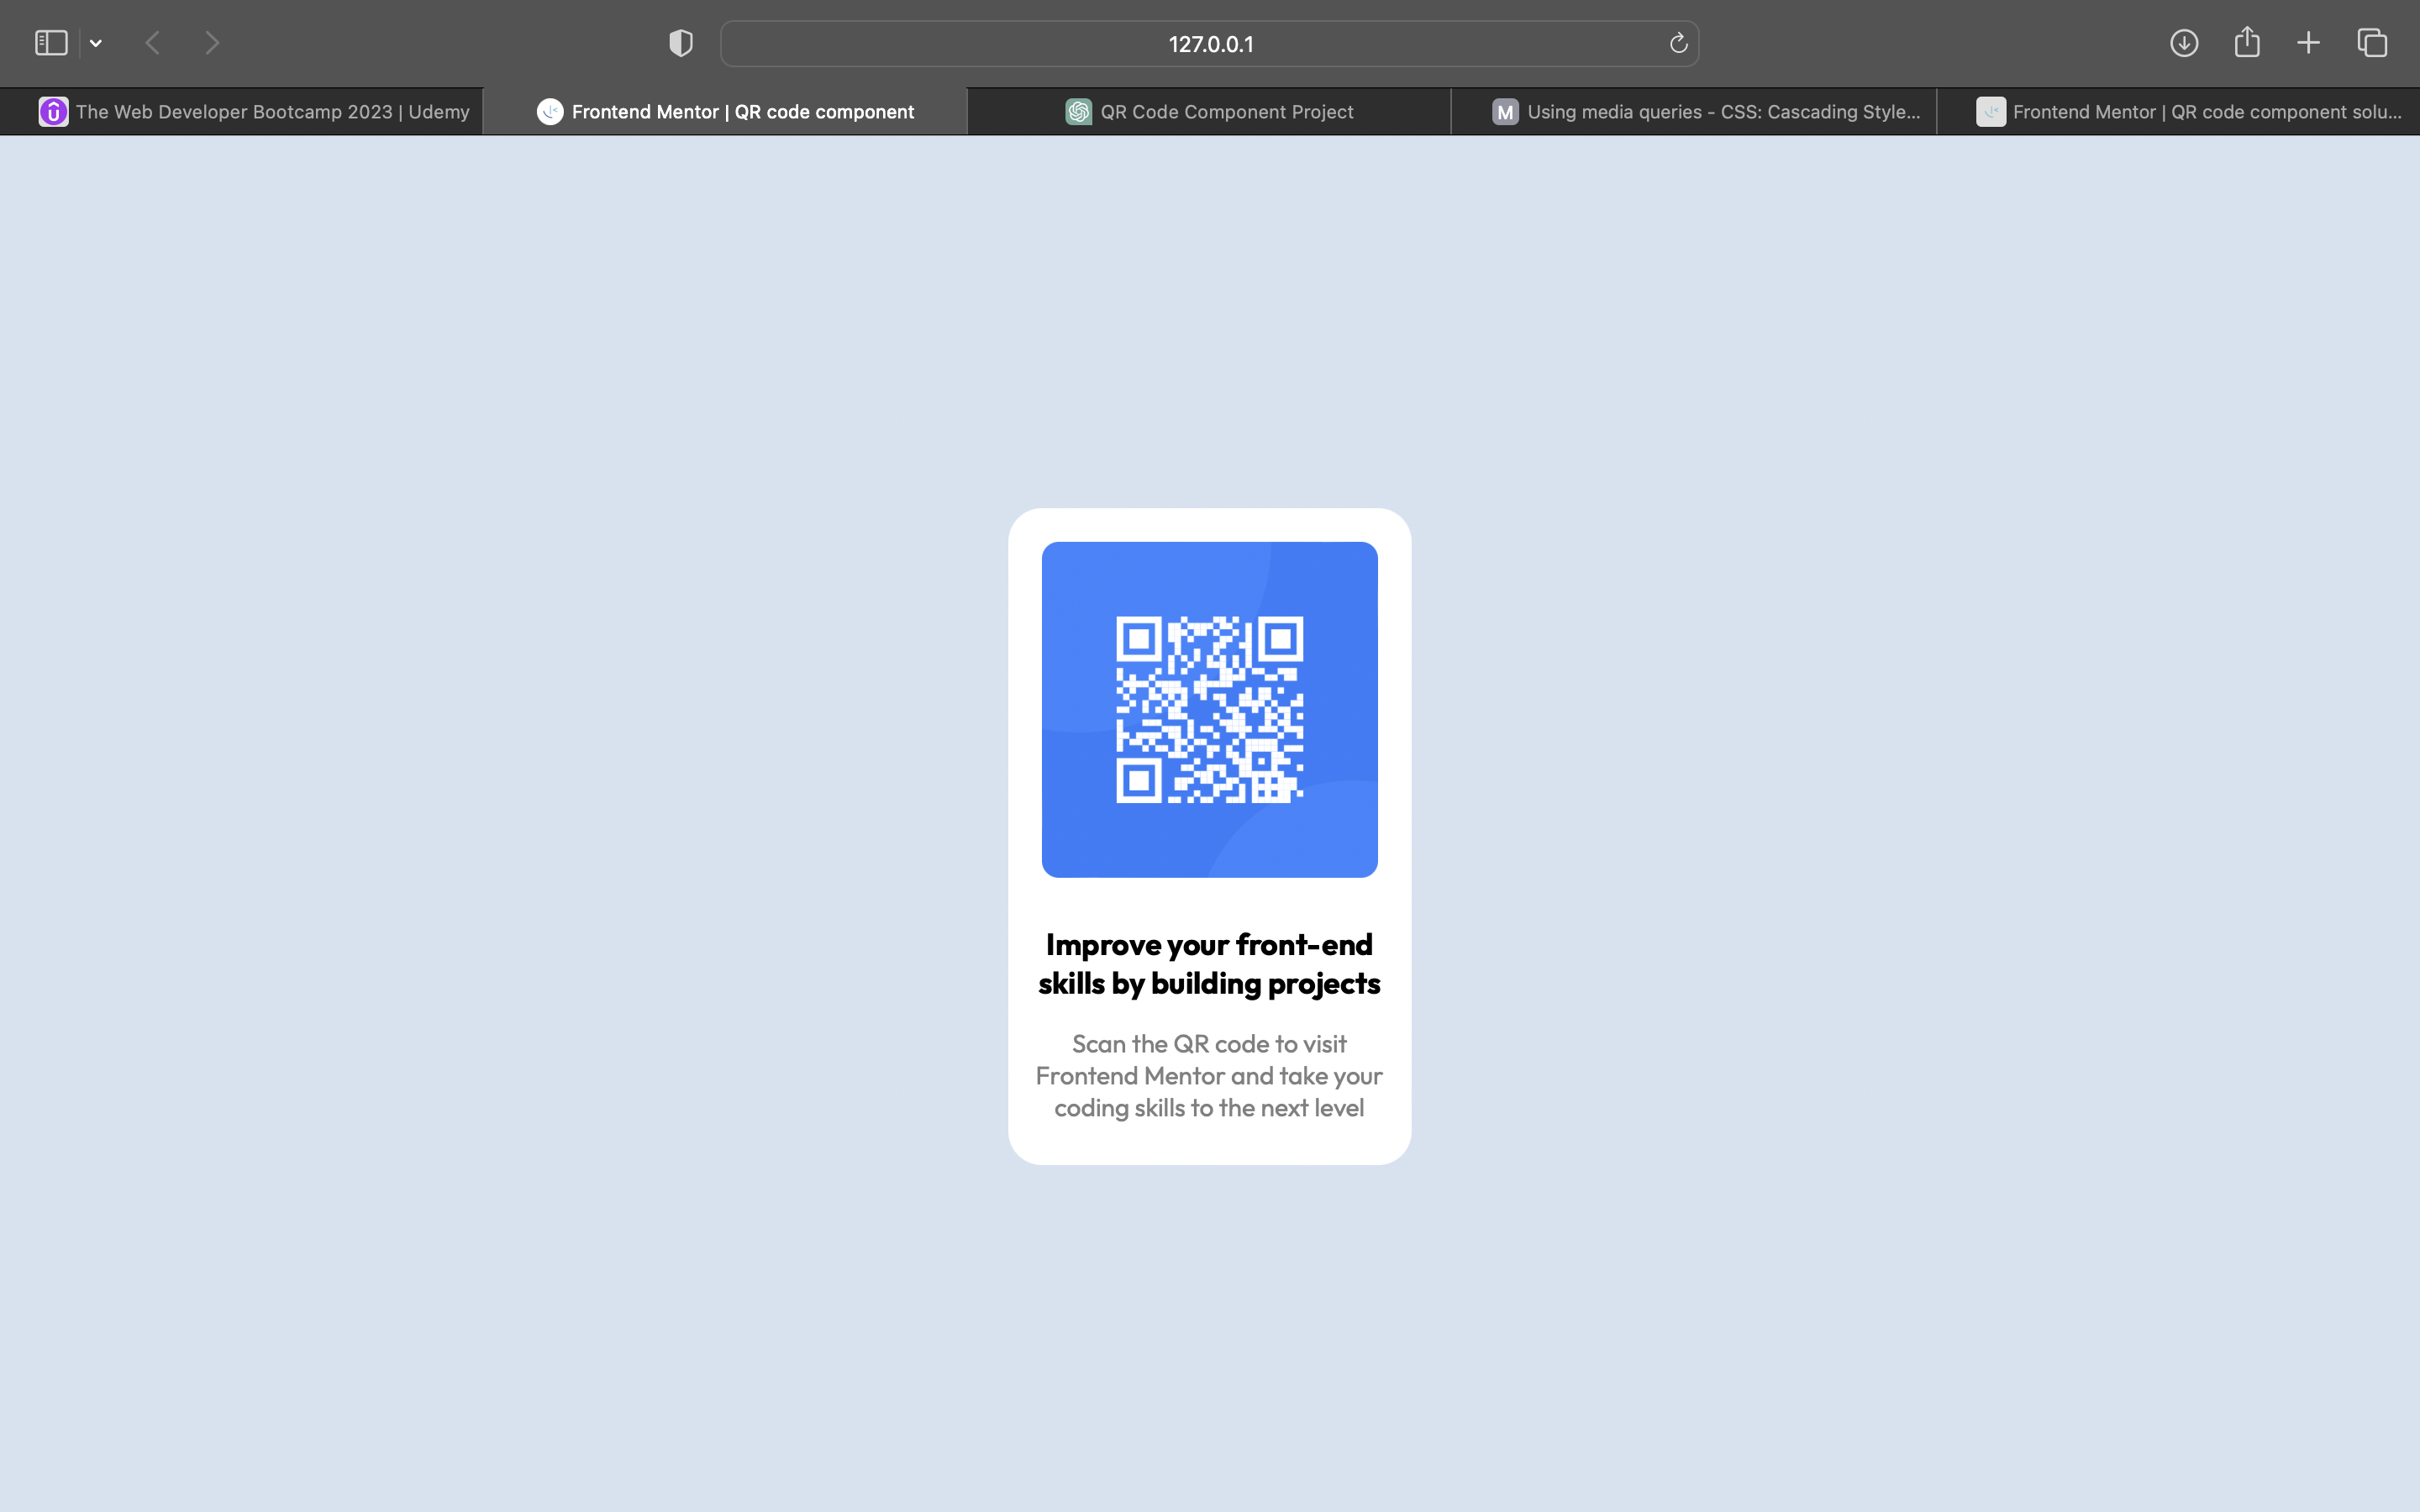 127.0.0.1
The Web Developer Bootcamp 2023 | Udemy
Frontend Mentor | QR code component
QR Code Component Project
M Using media queries - CSS: Cascading Style...
Frontend Mentor | QR code component solu...
Improve your front-end
skills by building projects
Scan the QR code to visit
Frontend Mentor and take your
coding skills to the next level